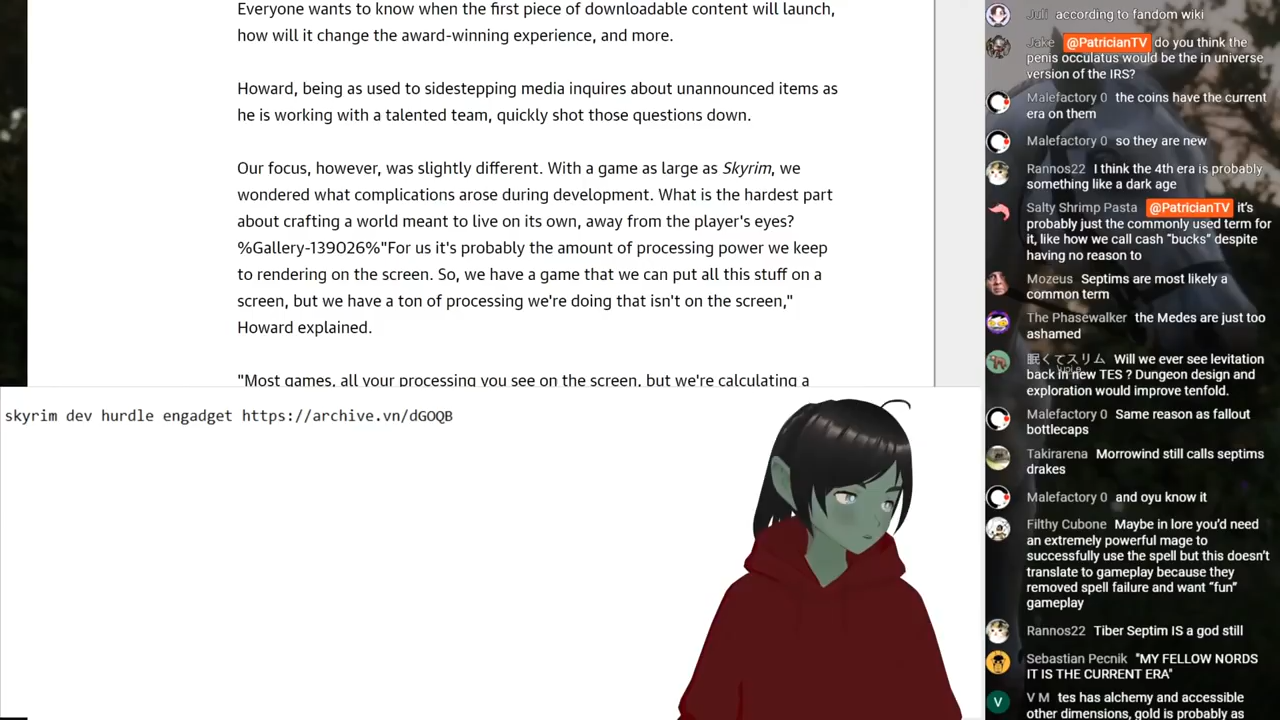 Everyone wants to know when the first piece of downloadable content will launch,
how will it change the award-winning experience, and more.
Howard, being as used to sidestepping media inquires about unannounced items as
he is working with a talented team, quickly shot those questions down.
Our focus, however, was slightly different. With a game as large as Skyrim, we
wondered what complications arose during development. What is the hardest part
about crafting a world meant to live on its own, away from the player's eyes?
%Gallery-139026%"For us it's probably the amount of processing power we keep
to rendering on the screen. So, we have a game that we can put all this stuff on a
screen, but we have a ton of processing we're doing that isn't on the screen,"
Howard explained.
"Most games, all your processing you see on the screen, but we're calculating a
skyrim dev hurdle engadget https://archive.vn/dGOQB
Juli according to fandom wiki
Jake @PatricianTV do you think the
penis occulatus would be the in universe
version of the IRS?
Malefactory 0 the coins have the current
era on them
Malefactory 0 so they are new
Rannos22 I think the 4th era is probably
something like a dark age
Salty Shrimp Pasta @PatricianTV it's
probably just the commonly used term for
it, like how we call cash “bucks” despite
having no reason to
Mozeus Septims are most likely a
common term
The Phasewalker the Medes are just too
ashamed
眠くてスリム Will we ever see levitation
back in new TES ? Dungeon design and
exploration would improve tenfold.
Malefactory 0 Same reason as fallout
bottlecaps
Takirarena Morrowind still calls septims
drakes
Malefactory 0 and oyu know it
Filthy Cubone Maybe in lore you’d need
an extremely powerful mage to
successfully use the spell but this doesn’t
translate to gameplay because they
removed spell failure and want “fun”
gameplay
Rannos22 Tiber Septim IS a god still
Sebastian Pecnik "MY FELLOW NORDS
IT IS THE CURRENT ERA"
V
V M tes has alchemy and accessible
other dimensions, gold is probably as